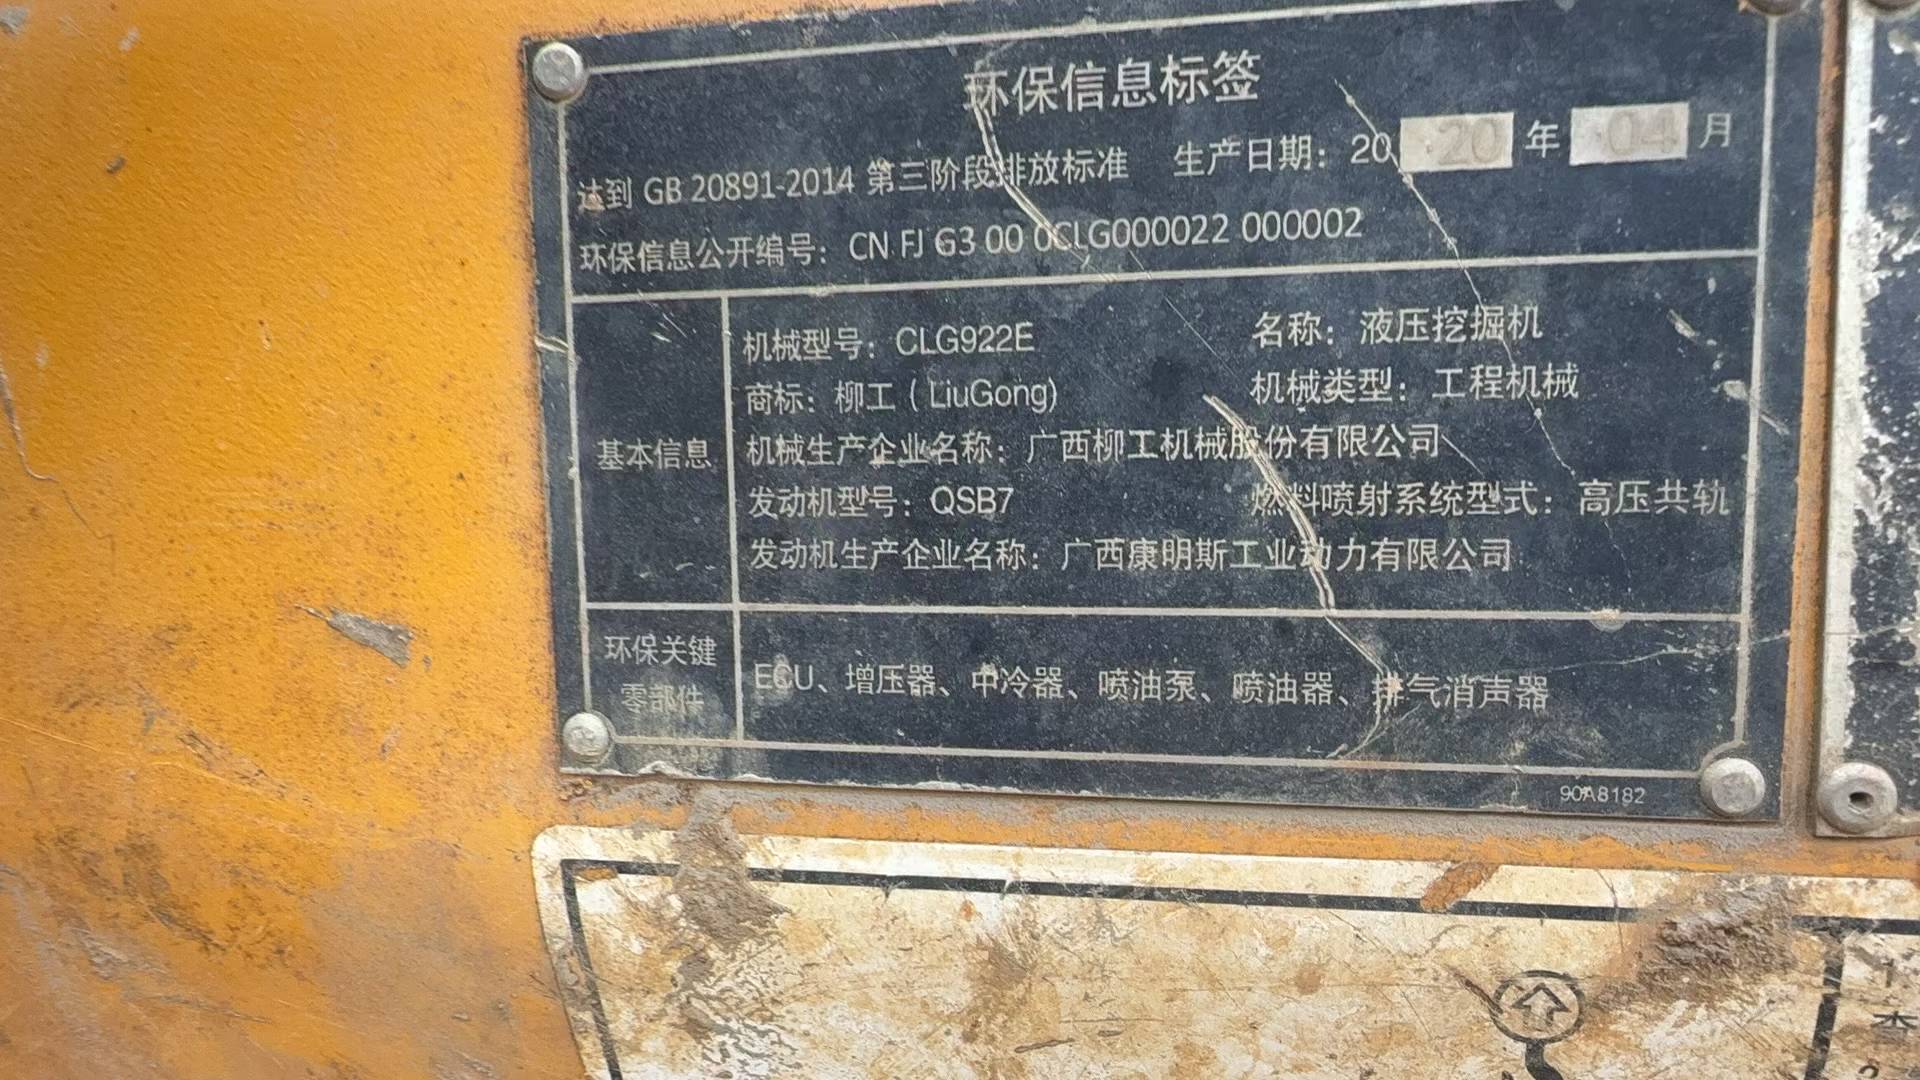 环保信息标签
达到 GB 20891-2014 第三阶段排放标准 生产日期：2020年04月
环保信息公开编号：CN FJ G3 00 0CLG000022 000002
基本信息
机械型号：CLG922E 名称：液压挖掘机
商标：柳工（LiuGong) 机械类型：工程机械
机械生产企业名称：广西柳工机械股份有限公司
发动机型号：QSB7 燃料喷射系统型式：高压共轨
发动机生产企业名称：广西康明斯工业动力有限公司
环保关键
零部件
ECU、增压器、中冷器、喷油泵、喷油器、排气消声器
90A8182